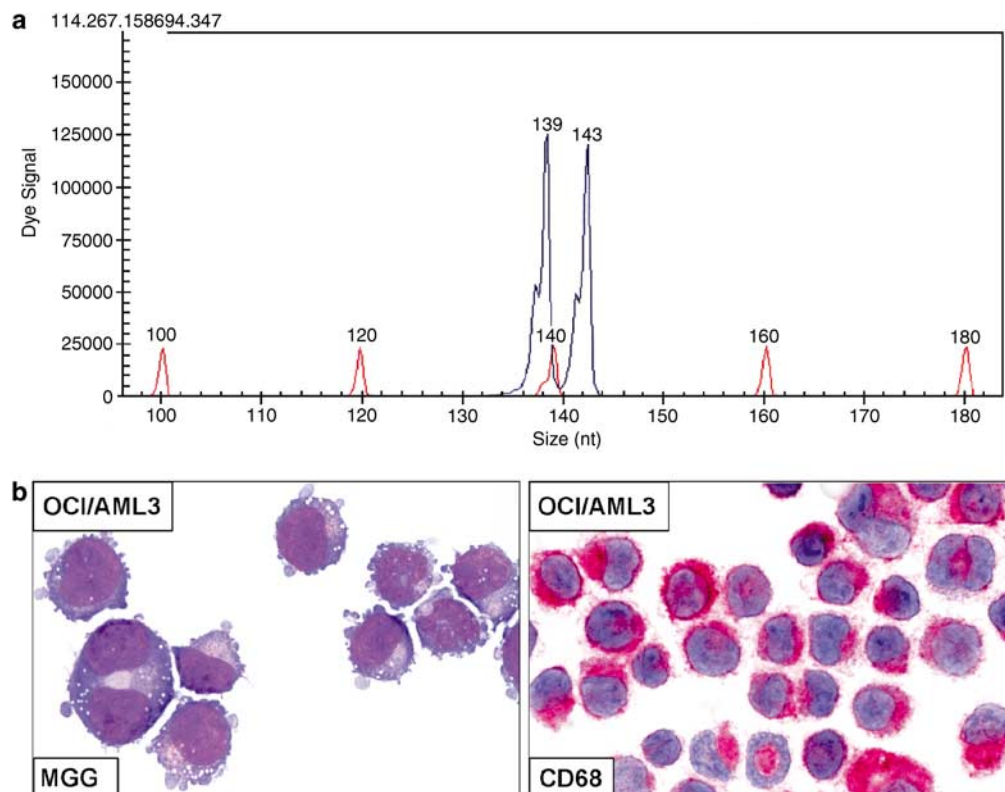 a 114.267.158694.347
150000
125000
100000
75000
50000
25000
0
Dye Signal
139 143
100 120 140 160 180
100 110 120 130 140 150 160 170 180
Size (nt)
b OCI/AML3 OCI/AML3
MGG CD68